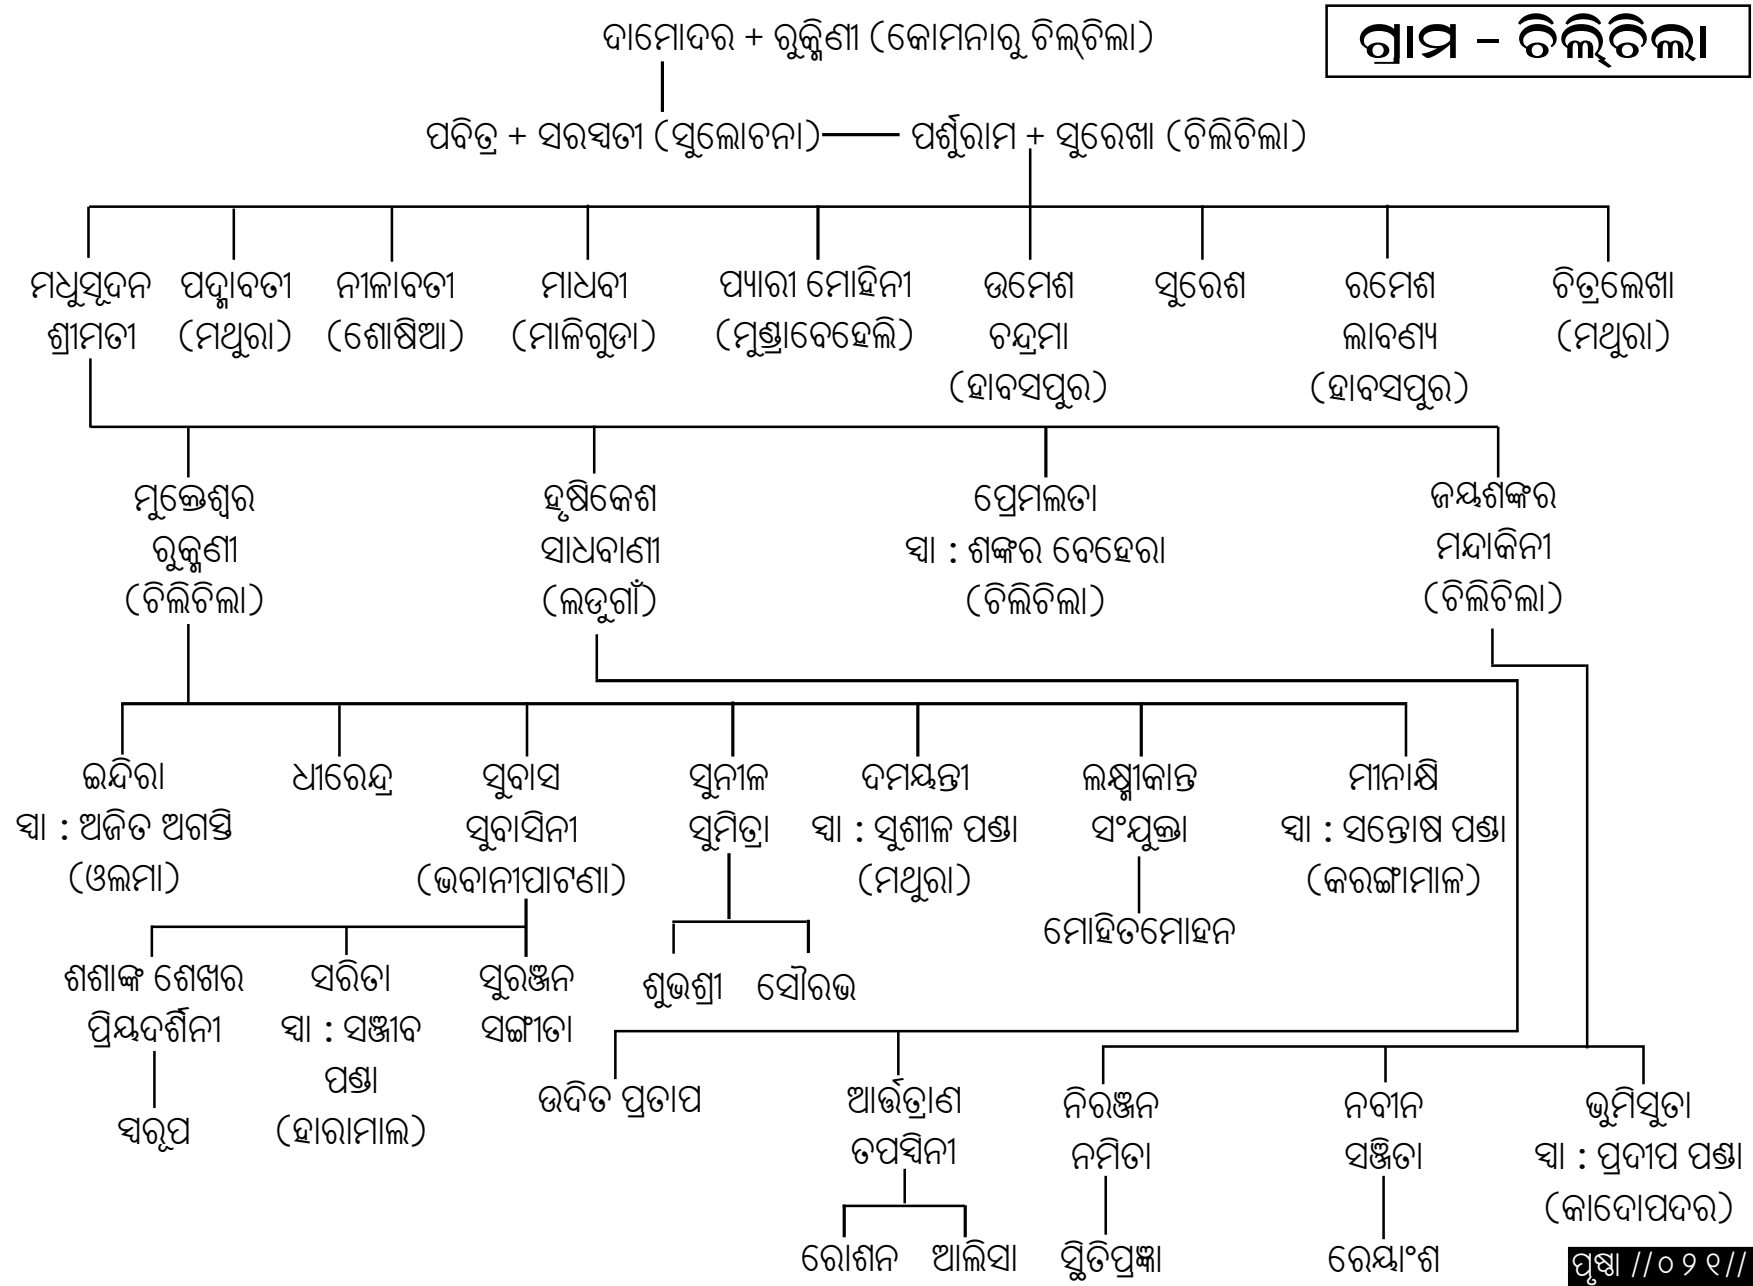 ଦାମୋଦର + ରୁକ୍ମିଣୀ (କୋମନାରୁ ଚିଲ୍‌ଚିଲା)
ଗ୍ରାମ – ଚିଲ୍‌ଚିଲା
ପବିତ୍ର + ସରସ୍ଵତୀ (ସୁଲୋଚନା) ପର୍ଶୁରାମ + ସୁରେଖା (ଚିଲିଚିଲା)
ମଧୁସୂଦନ ପଦ୍ମାବତୀ ନୀଳାବତୀ ମାଧବୀ ପ୍ୟାରୀ ମୋହିନୀ ଉମେଶ ସୁରେଶ ରମେଶ ଚିତ୍ରଲେଖା
ଶ୍ରୀମତୀ (ମଥୁରା) (ଶୋଷିଆ) (ମାଳିଗୁଡା) (ମୁଣ୍ଡ୍ରାବେହେଲି) ଚନ୍ଦ୍ରମା ଲାବଣ୍ୟ (ମଥୁରା)
(ହାବସପୁର) (ହାବସପୁର)
ମୁକ୍ତେଶ୍ଵର ହୃଷିକେଶ ପ୍ରେମଲତା ଜୟଶଙ୍କର
ରୁକ୍ମଣୀ ସାଧବାଣୀ ସ୍ଵା : ଶଙ୍କର ବେହେରା ମନ୍ଦାକିନୀ
(ଚିଲିଚିଲା) (ଲଡୁଗାଁ) (ଚିଲିଚିଲା) (ଚିଲିଚିଲା)
ଇନ୍ଦିରା ଧୀରେନ୍ଦ୍ର ସୁବାସ ସୁନୀଳ ଦମୟନ୍ତୀ ଲକ୍ଷ୍ମୀକାନ୍ତ ମୀନାକ୍ଷି
ସ୍ଵା : ଅଜିତ ଅଗସ୍ତି ସୁବାସିନୀ ସୁମିତ୍ରା ସ୍ଵା : ସୁଶୀଳ ପଣ୍ଡା ସଂଯୁକ୍ତା ସ୍ଵା : ସନ୍ତୋଷ ପଣ୍ଡା
(ଓଲମା) (ଭବାନୀପାଟଣା) (ମଥୁରା) (କରଙ୍ଗାମାଳ)
ମୋହିତମୋହନ
ଶଶାଙ୍କ ଶେଖର ସରିତା ସୁରଞ୍ଜନ ଶୁଭଶ୍ରୀ ସୌରଭ
ପ୍ରିୟଦର୍ଶିନୀ ସ୍ଵା : ସଞ୍ଜୀବ ସଙ୍ଗୀତା
ପଣ୍ଡା
ସ୍ଵରୂପ (ହାରାମାଲ)
ଉଦିତ ପ୍ରତାପ ଆର୍ତ୍ତତ୍ରାଣ ନିରଞ୍ଜନ ନବୀନ ଭୁମିସୁତା
ତପସ୍ଵିନୀ ନମିତା ସଞ୍ଜିତା ସ୍ଵା : ପ୍ରଦୀପ ପଣ୍ଡା
(କାଦୋପଦର)
ରୋଶନ ଆଲିସା ସ୍ଥିତିପ୍ରଜ୍ଞା ରେୟାଂଶ
ପୃଷ୍ଠା //୦୨୧//